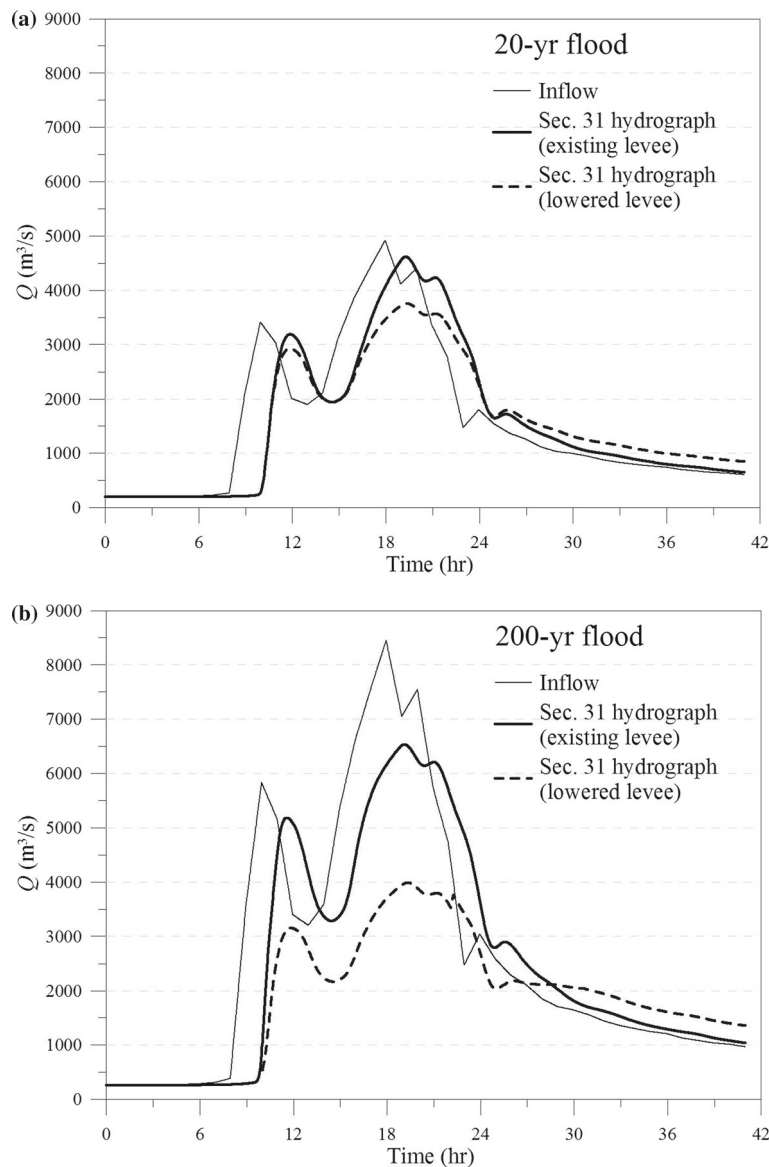 (a)
20-yr flood
Inflow
Sec. 31 hydrograph
(existing levee)
Sec. 31 hydrograph
(lowered levee)
9000
8000
7000
6000
5000
4000
3000
2000
1000
0
Q (m³/s)
0 6 12 18 24 30 36 42
Time (hr)
(b)
200-yr flood
Inflow
Sec. 31 hydrograph
(existing levee)
Sec. 31 hydrograph
(lowered levee)
9000
8000
7000
6000
5000
4000
3000
2000
1000
0
Q (m³/s)
0 6 12 18 24 30 36 42
Time (hr)